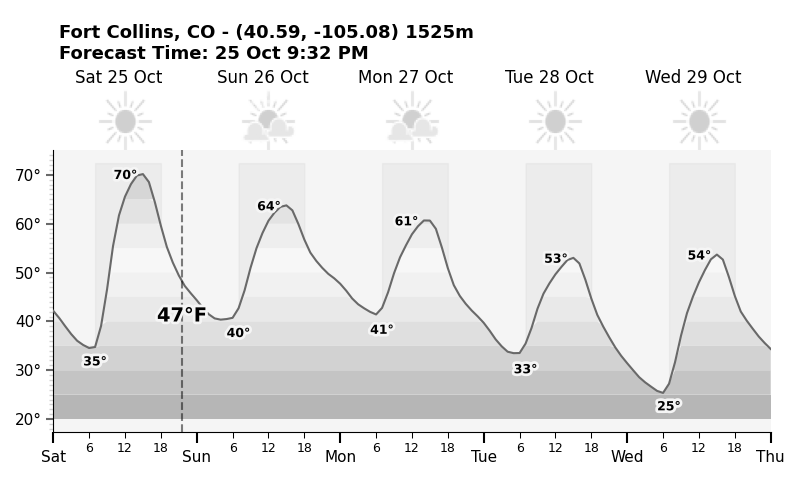 Fort Collins, CO - (40.59, -105.08) 1525m
Forecast Time: 25 Oct 9:32 PM
Sat 25 Oct Sun 26 Oct Mon 27 Oct Tue 28 Oct Wed 29 Oct
70° 70°
60° 64° 61°
50° 53° 54°
40° 47°F 40° 41°
30° 35° 33°
20° 25°
6 12 18 6 12 18 6 12 18 6 12 18 6 12 18
Sat Sun Mon Tue Wed Thu